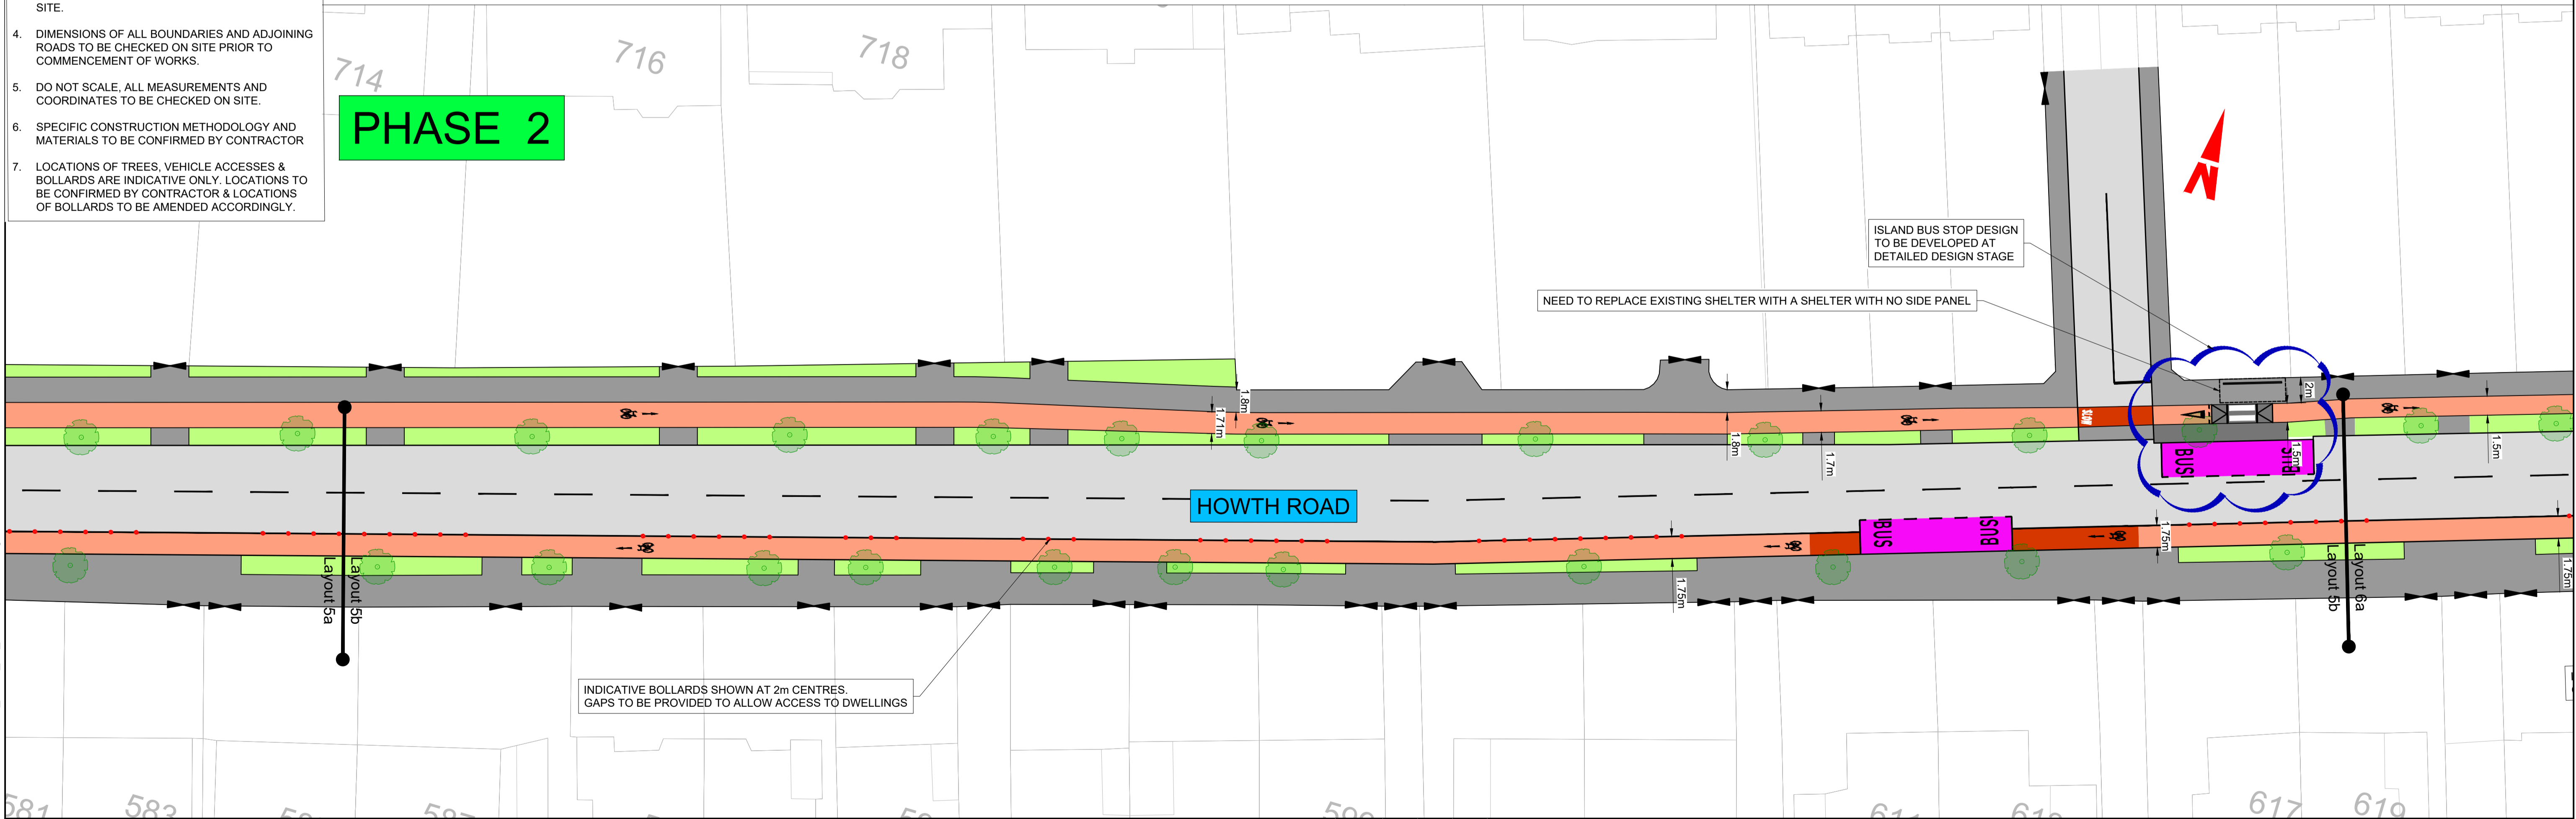 SITE.
4. DIMENSIONS OF ALL BOUNDARIES AND ADJOINING
ROADS TO BE CHECKED ON SITE PRIOR TO
COMMENCEMENT OF WORKS.
5. DO NOT SCALE, ALL MEASUREMENTS AND
COORDINATES TO BE CHECKED ON SITE.
6. SPECIFIC CONSTRUCTION METHODOLOGY AND
MATERIALS TO BE CONFIRMED BY CONTRACTOR
7. LOCATIONS OF TREES, VEHICLE ACCESSES &
BOLLARDS ARE INDICATIVE ONLY. LOCATIONS TO
BE CONFIRMED BY CONTRACTOR & LOCATIONS
OF BOLLARDS TO BE AMENDED ACCORDINGLY.
714
716
718
PHASE 2
N
ISLAND BUS STOP DESIGN
TO BE DEVELOPED AT
DETAILED DESIGN STAGE
NEED TO REPLACE EXISTING SHELTER WITH A SHELTER WITH NO SIDE PANEL
1.8m
1.71m
1.8m
1.7m
SLOW
2m
1.5m
1.5m
BUS
BUS
HOWTH ROAD
BUS
BUS
1.75m
1.75m
1.75m
Layout 5a
Layout 5b
Layout 5b
Layout 6a
INDICATIVE BOLLARDS SHOWN AT 2m CENTRES.
GAPS TO BE PROVIDED TO ALLOW ACCESS TO DWELLINGS
581
583
587
599
617
619